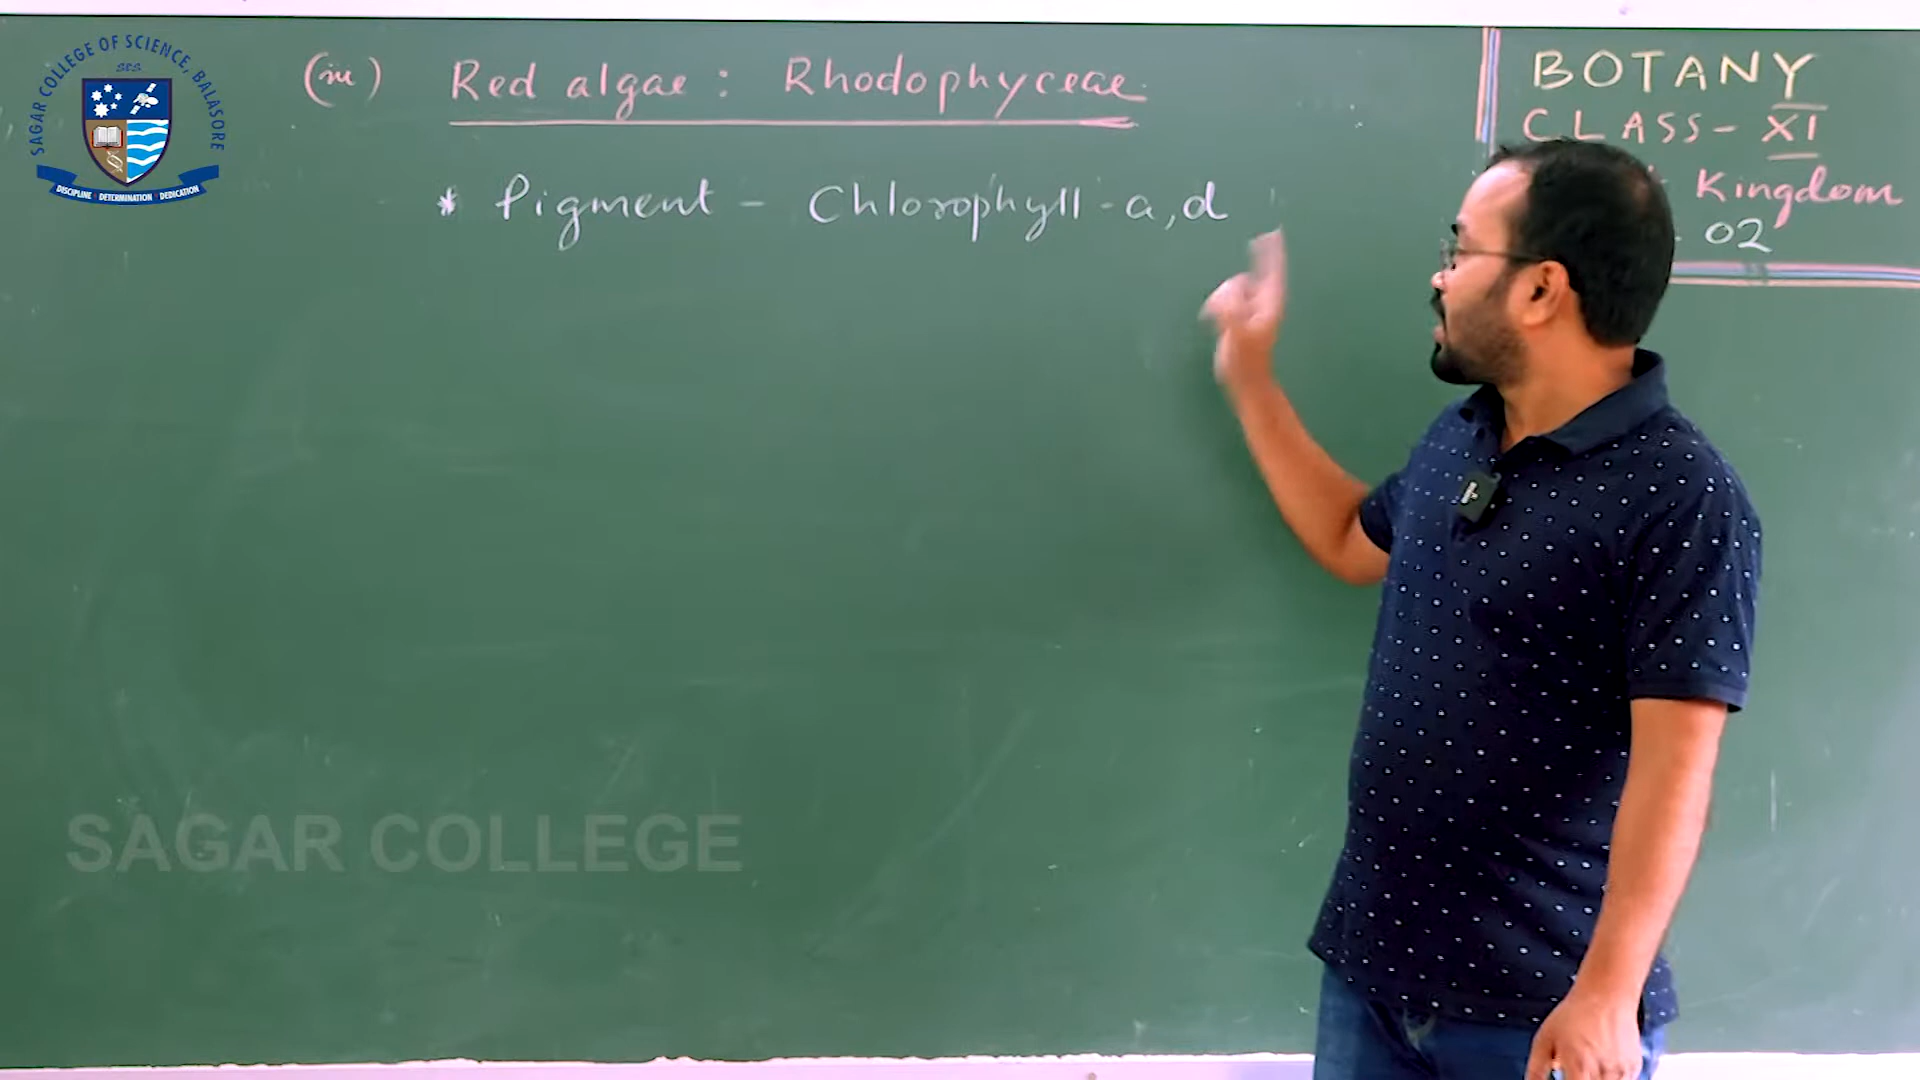 SAGAR COLLEGE OF SCIENCE, BALASORE
SCS
DISCIPLINE · DETERMINATION · DEDICATION
(iii) Red algae : Rhodophyceae
* Pigment - Chlorophyll - a, d
BOTANY
CLASS - XI
Kingdom
02
SAGAR COLLEGE